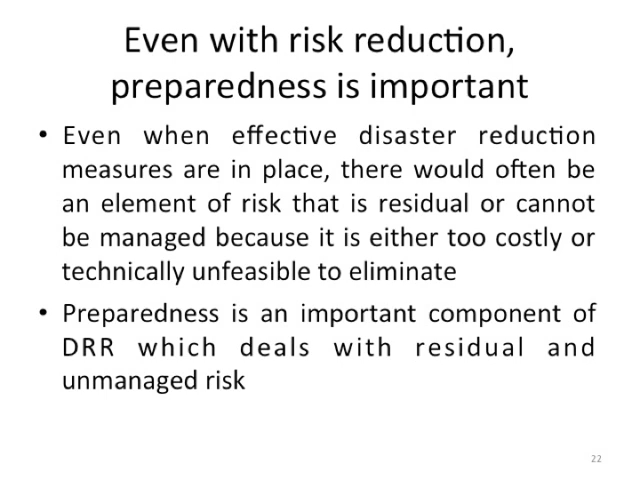 Even with risk reduction,
preparedness is important
• Even when effective disaster reduction
measures are in place, there would often be
an element of risk that is residual or cannot
be managed because it is either too costly or
technically unfeasible to eliminate
• Preparedness is an important component of
DRR which deals with residual and
unmanaged risk
22